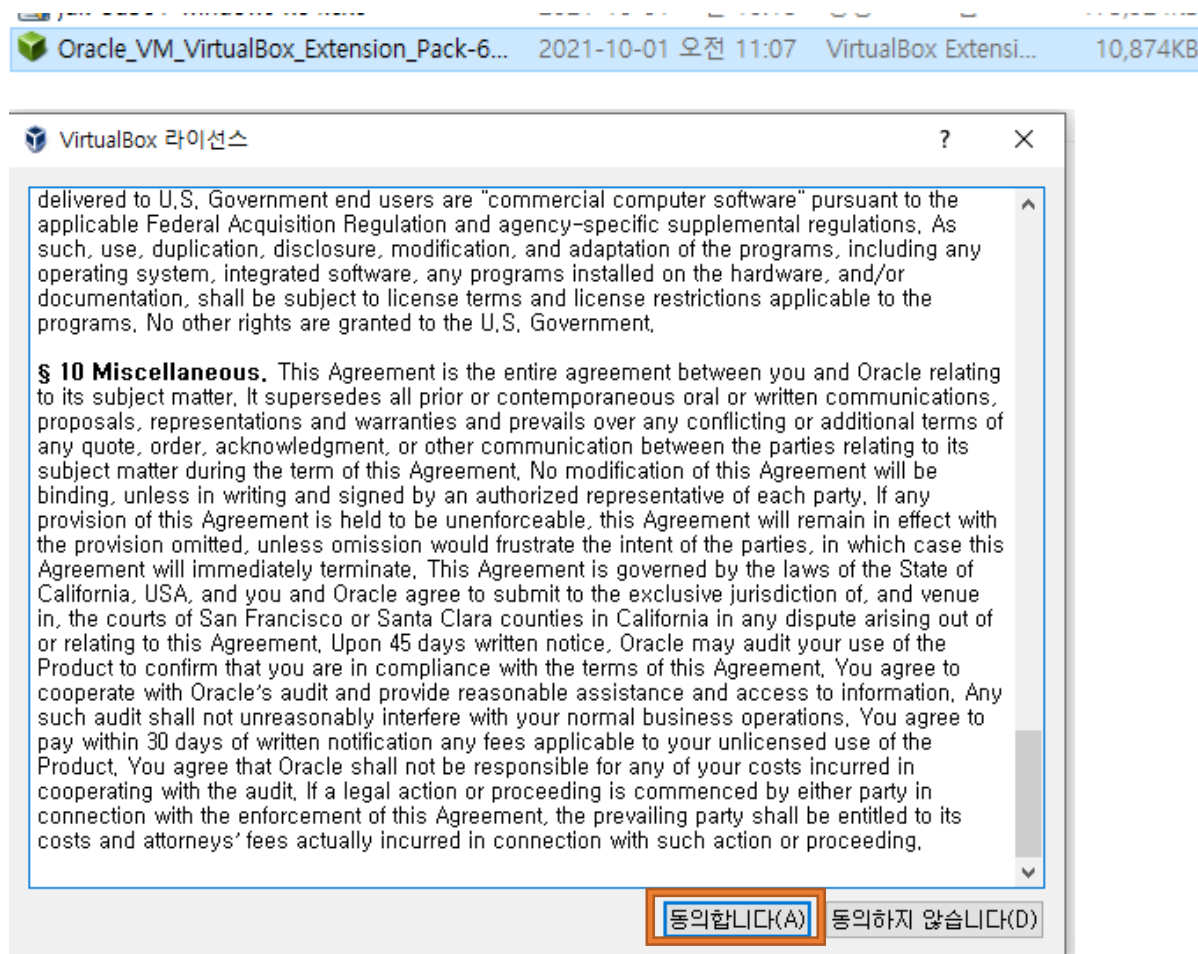 Oracle_VM_VirtualBox_Extension_Pack-6... 2021-10-01 오전 11:07 VirtualBox Extensi... 10,874KB
VirtualBox 라이선스 ? ×
delivered to U.S. Government end users are "commercial computer software" pursuant to the
applicable Federal Acquisition Regulation and agency-specific supplemental regulations. As
such, use, duplication, disclosure, modification, and adaptation of the programs, including any
operating system, integrated software, any programs installed on the hardware, and/or
documentation, shall be subject to license terms and license restrictions applicable to the
programs. No other rights are granted to the U.S. Government.
§ 10 Miscellaneous. This Agreement is the entire agreement between you and Oracle relating
to its subject matter. It supersedes all prior or contemporaneous oral or written communications,
proposals, representations and warranties and prevails over any conflicting or additional terms of
any quote, order, acknowledgment, or other communication between the parties relating to its
subject matter during the term of this Agreement. No modification of this Agreement will be
binding, unless in writing and signed by an authorized representative of each party. If any
provision of this Agreement is held to be unenforceable, this Agreement will remain in effect with
the provision omitted, unless omission would frustrate the intent of the parties, in which case this
Agreement will immediately terminate. This Agreement is governed by the laws of the State of
California, USA, and you and Oracle agree to submit to the exclusive jurisdiction of, and venue
in, the courts of San Francisco or Santa Clara counties in California in any dispute arising out of
or relating to this Agreement. Upon 45 days written notice, Oracle may audit your use of the
Product to confirm that you are in compliance with the terms of this Agreement. You agree to
cooperate with Oracle's audit and provide reasonable assistance and access to information. Any
such audit shall not unreasonably interfere with your normal business operations. You agree to
pay within 30 days of written notification any fees applicable to your unlicensed use of the
Product. You agree that Oracle shall not be responsible for any of your costs incurred in
cooperating with the audit. If a legal action or proceeding is commenced by either party in
connection with the enforcement of this Agreement, the prevailing party shall be entitled to its
costs and attorneys' fees actually incurred in connection with such action or proceeding.
동의합니다(A) 동의하지 않습니다(D)